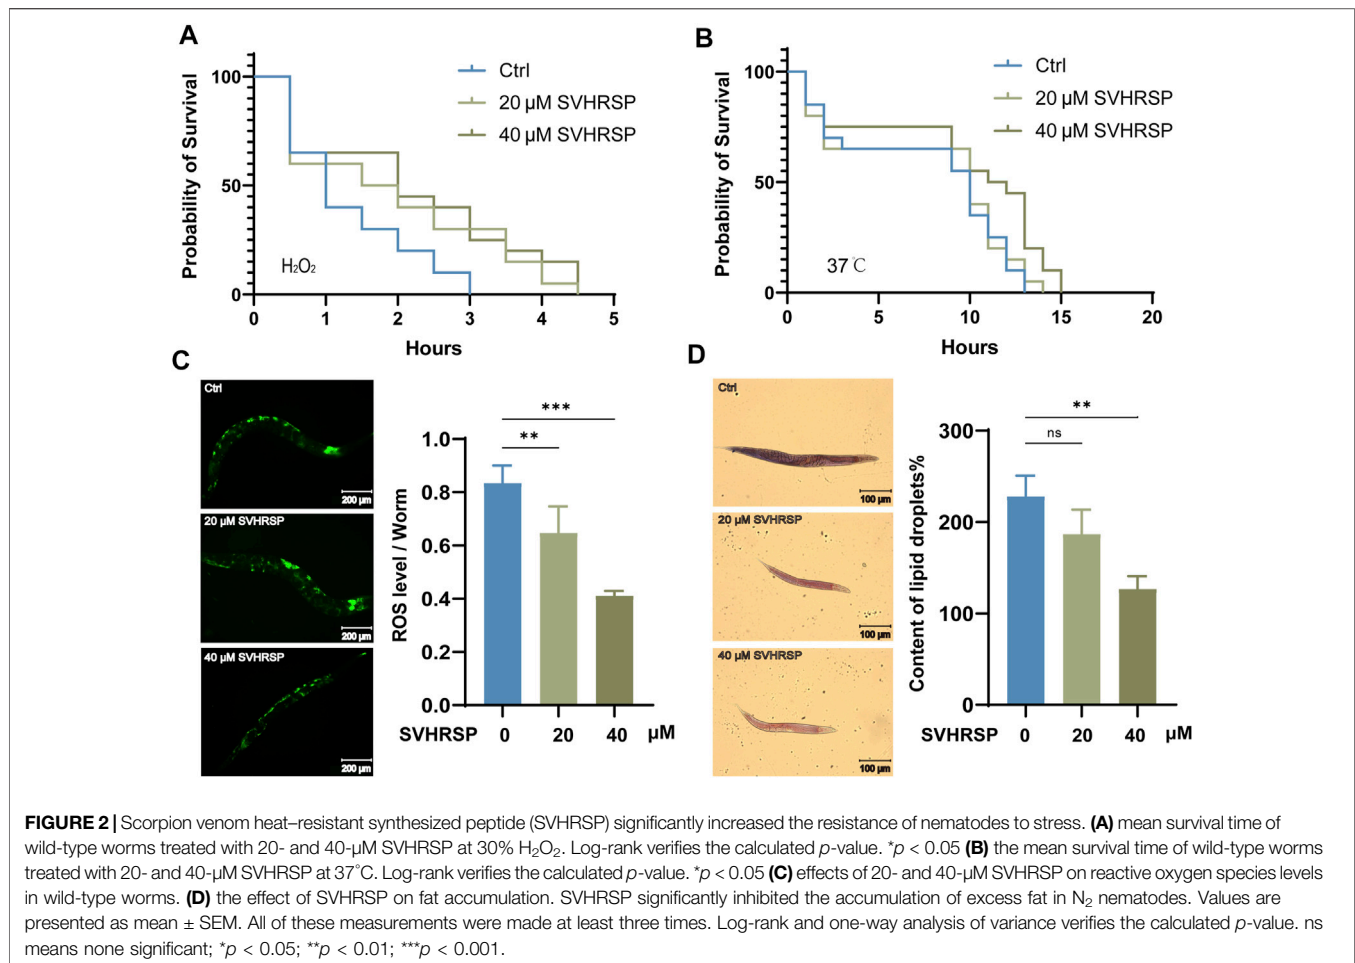 A
100
50
0
Probability of Survival
Ctrl
20 μM SVHRSP
40 μM SVHRSP
H₂O₂
0 1 2 3 4 5
Hours
B
100
50
0
Probability of Survival
Ctrl
20 μM SVHRSP
40 μM SVHRSP
37℃
0 5 10 15 20
Hours
C
Ctrl
200 μm
20 μM SVHRSP
200 μm
40 μM SVHRSP
200 μm
ROS level / Worm
1.0
0.8
0.6
0.4
0.2
0.0
***
**
SVHRSP 0 20 40 μM
D
Ctrl
100 μm
20 μM SVHRSP
100 μm
40 μM SVHRSP
100 μm
Content of lipid droplets%
300
200
100
0
**
ns
SVHRSP 0 20 40 μM
FIGURE 2 | Scorpion venom heat–resistant synthesized peptide (SVHRSP) significantly increased the resistance of nematodes to stress. (A) mean survival time of
wild-type worms treated with 20- and 40-μM SVHRSP at 30% H₂O₂. Log-rank verifies the calculated p-value. *p < 0.05 (B) the mean survival time of wild-type worms
treated with 20- and 40-μM SVHRSP at 37°C. Log-rank verifies the calculated p-value. *p < 0.05 (C) effects of 20- and 40-μM SVHRSP on reactive oxygen species levels
in wild-type worms. (D) the effect of SVHRSP on fat accumulation. SVHRSP significantly inhibited the accumulation of excess fat in N₂ nematodes. Values are
presented as mean ± SEM. All of these measurements were made at least three times. Log-rank and one-way analysis of variance verifies the calculated p-value. ns
means none significant; *p < 0.05; **p < 0.01; ***p < 0.001.